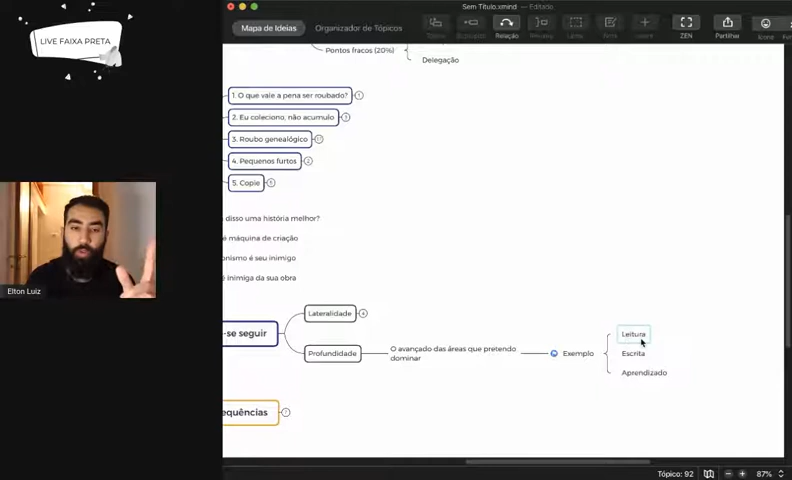 Sem Título.xmind — Editado
LIVE FAIXA PRETA
Mapa de Ideias
Organizador de Tópicos
Relação
ZEN
Partilhar
Ícone
Pontos fracos (20%)
Delegação
1. O que vale a pena ser roubado?
1
2. Eu coleciono, não acumulo
3. Roubo genealógico
4. Pequenos furtos
2
5. Copie
disso uma história melhor?
é máquina de criação
onismo é seu inimigo
é inimiga da sua obra
Elton Luiz
Lateralidade
-se seguir
Profundidade
O avançado das áreas que pretendo
dominar
Exemplo
Leitura
Escrita
Aprendizado
equências
Tópico: 92
87%